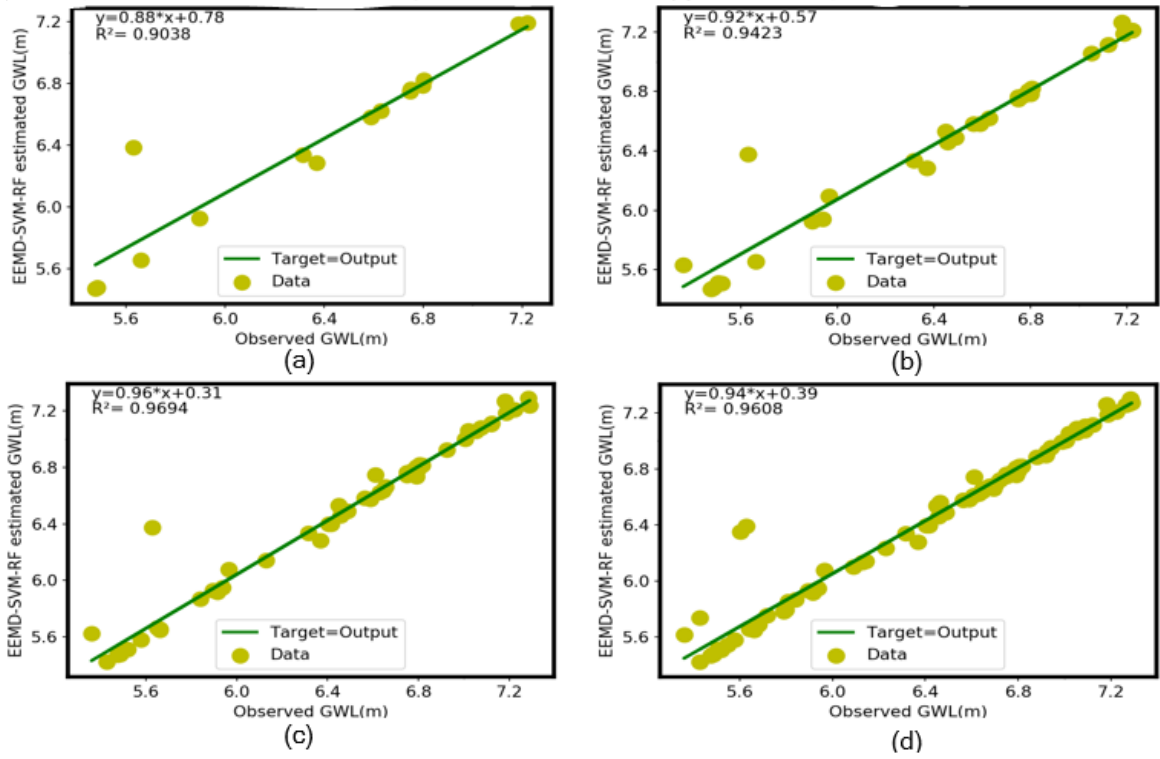 y=0.88*x+0.78
R²= 0.9038
EEMD-SVM-RF estimated GWL(m)
7.2
6.8
6.4
6.0
5.6
Target=Output
Data
5.6 6.0 6.4 6.8 7.2
Observed GWL(m)
(a)
y=0.92*x+0.57
R²= 0.9423
EEMD-SVM-RF estimated GWL(m)
7.2
6.8
6.4
6.0
5.6
Target=Output
Data
5.6 6.0 6.4 6.8 7.2
Observed GWL(m)
(b)
y=0.96*x+0.31
R²= 0.9694
EEMD-SVM-RF estimated GWL(m)
7.2
6.8
6.4
6.0
5.6
Target=Output
Data
5.6 6.0 6.4 6.8 7.2
Observed GWL(m)
(c)
y=0.94*x+0.39
R²= 0.9608
EEMD-SVM-RF estimated GWL(m)
7.2
6.8
6.4
6.0
5.6
Target=Output
Data
5.6 6.0 6.4 6.8 7.2
Observed GWL(m)
(d)